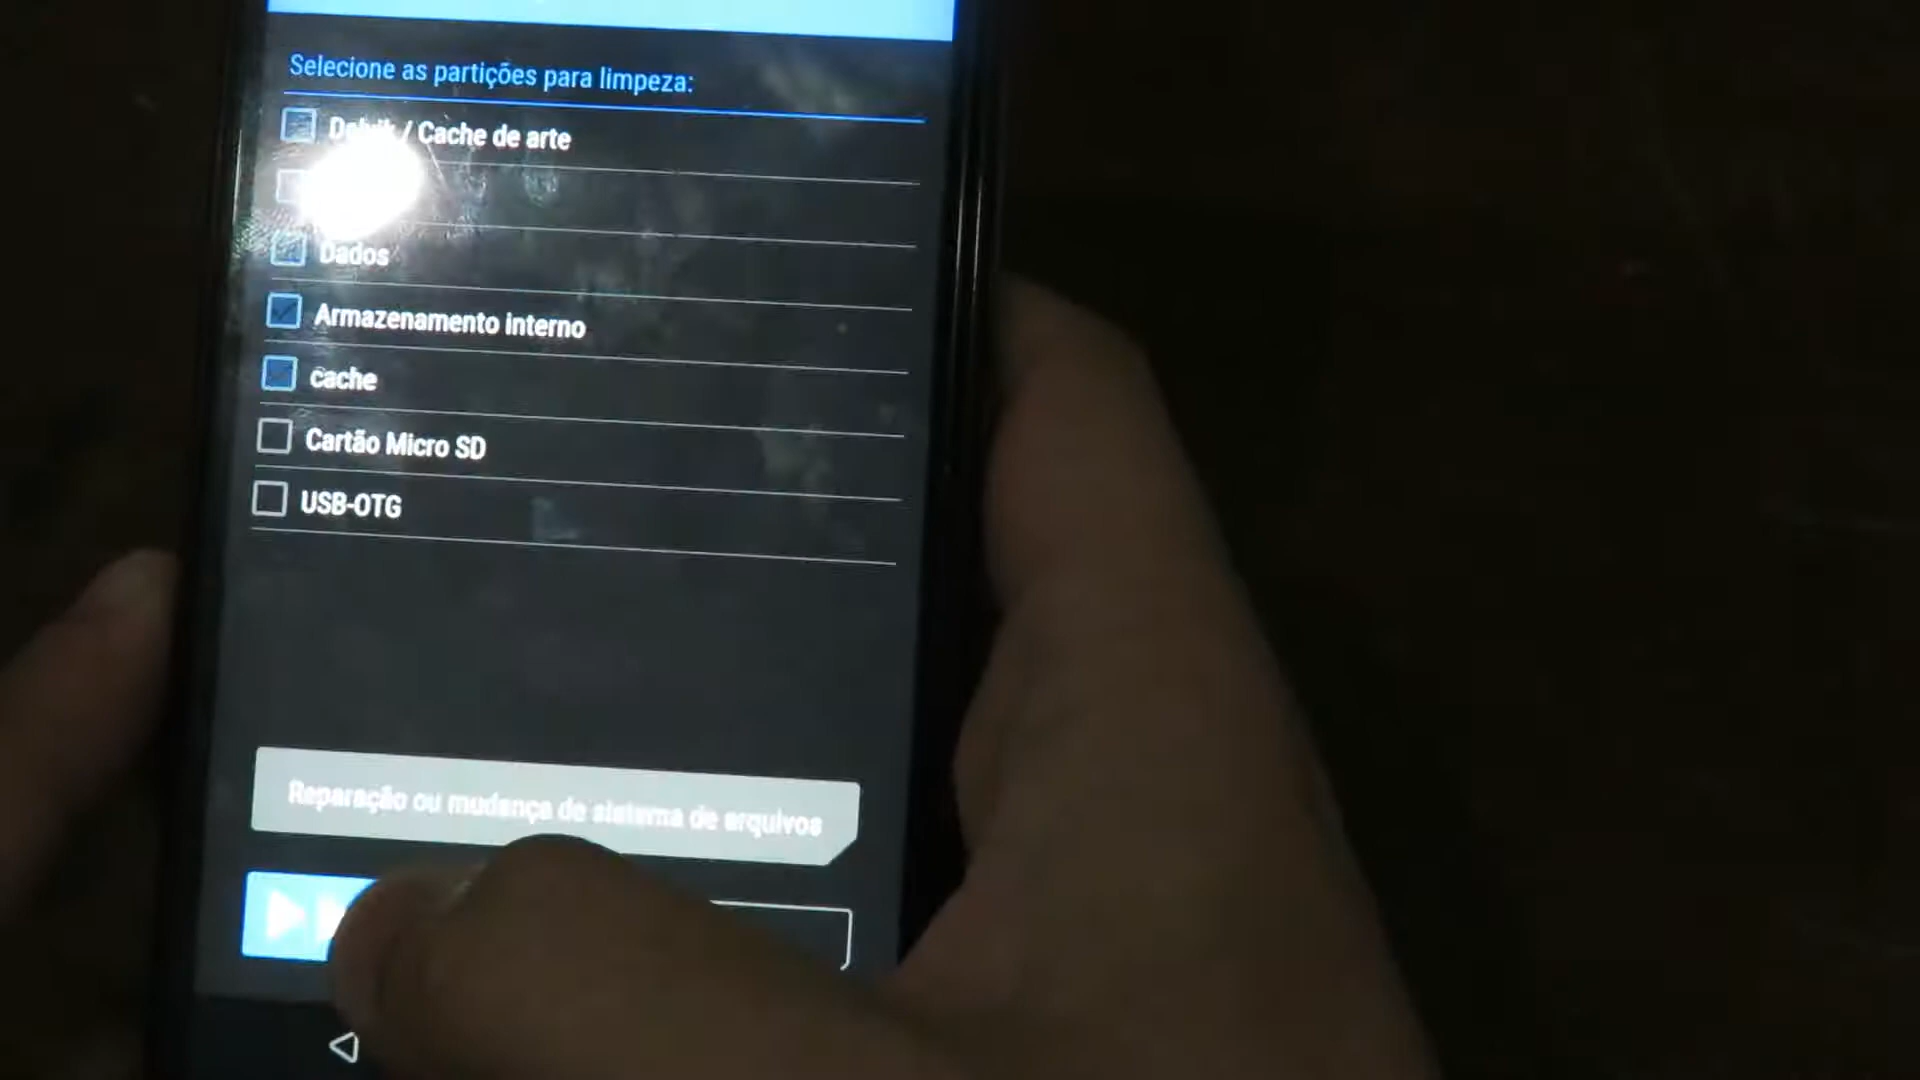 Selecione as partições para limpeza:
Dalvik / Cache de arte
Dados
Armazenamento interno
cache
Cartão Micro SD
USB-OTG
Reparação ou mudança de sistema de arquivos